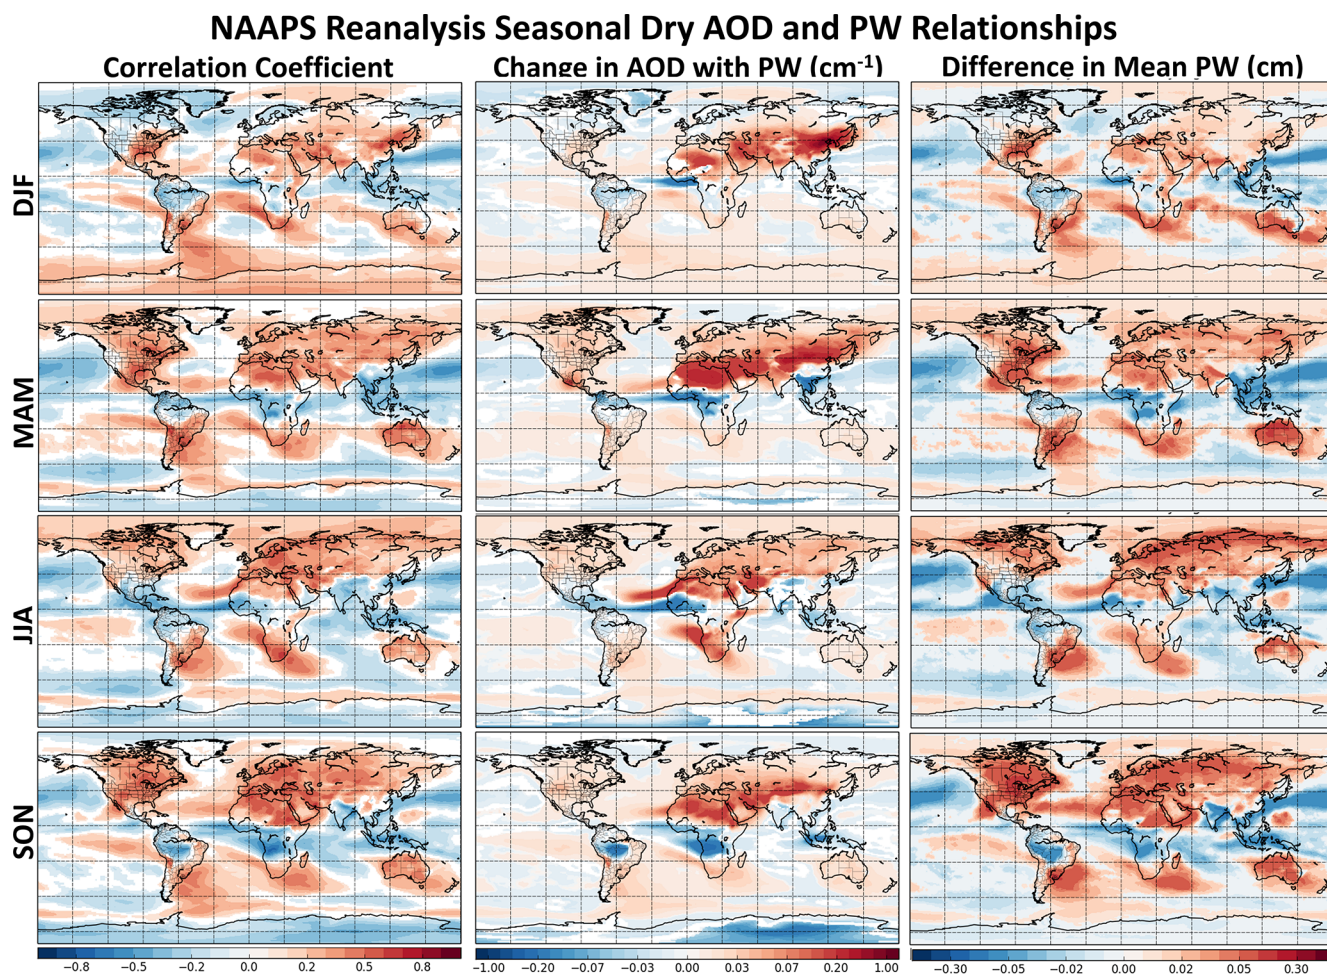 NAAPS Reanalysis Seasonal Dry AOD and PW Relationships
Correlation Coefficient
Change in AOD with PW (cm-1)
Difference in Mean PW (cm)
DJF
MAM
JJA
SON
−0.8 −0.5 −0.2 0.0 0.2 0.5 0.8
−1.00 −0.20 −0.07 −0.03 0.00 0.03 0.07 0.20 1.00
−0.30 −0.05 −0.02 0.00 0.02 0.05 0.30